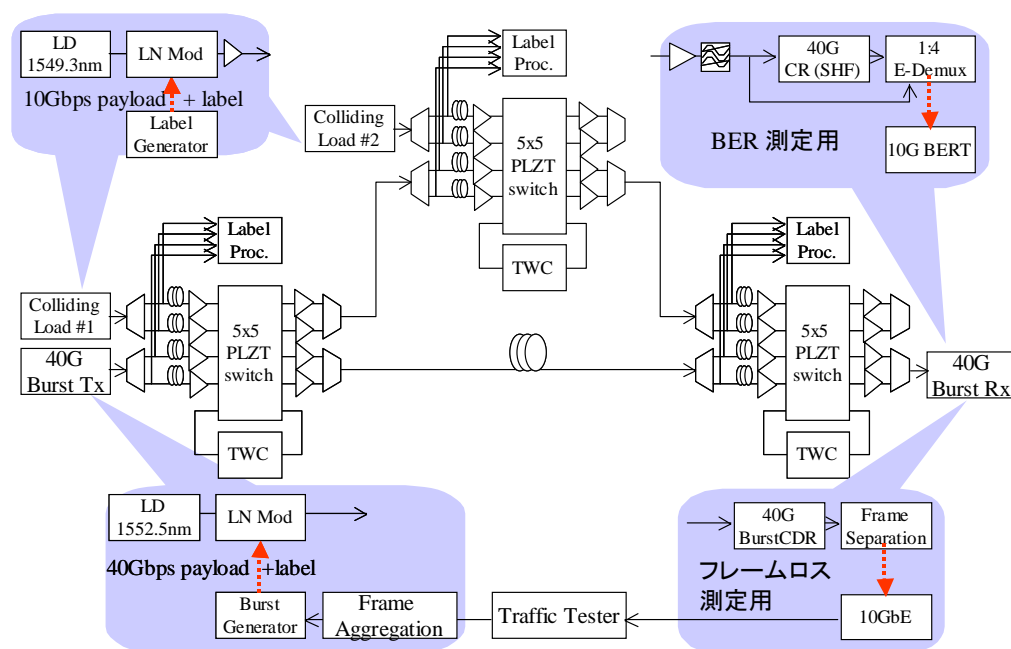 LD
1549.3nm
LN Mod
10Gbps payload + label
Label
Generator
Colliding
Load #2
Label
Proc.
5x5
PLZT
switch
TWC
40G
CR (SHF)
1:4
E-Demux
BER 測定用
10G BERT
Label
Proc.
Colliding
Load #1
40G
Burst Tx
5x5
PLZT
switch
TWC
Label
Proc.
5x5
PLZT
switch
TWC
40G
Burst Rx
LD
1552.5nm
LN Mod
40Gbps payload +label
Burst
Generator
Frame
Aggregation
Traffic Tester
40G
BurstCDR
Frame
Separation
フレームロス
測定用
10GbE